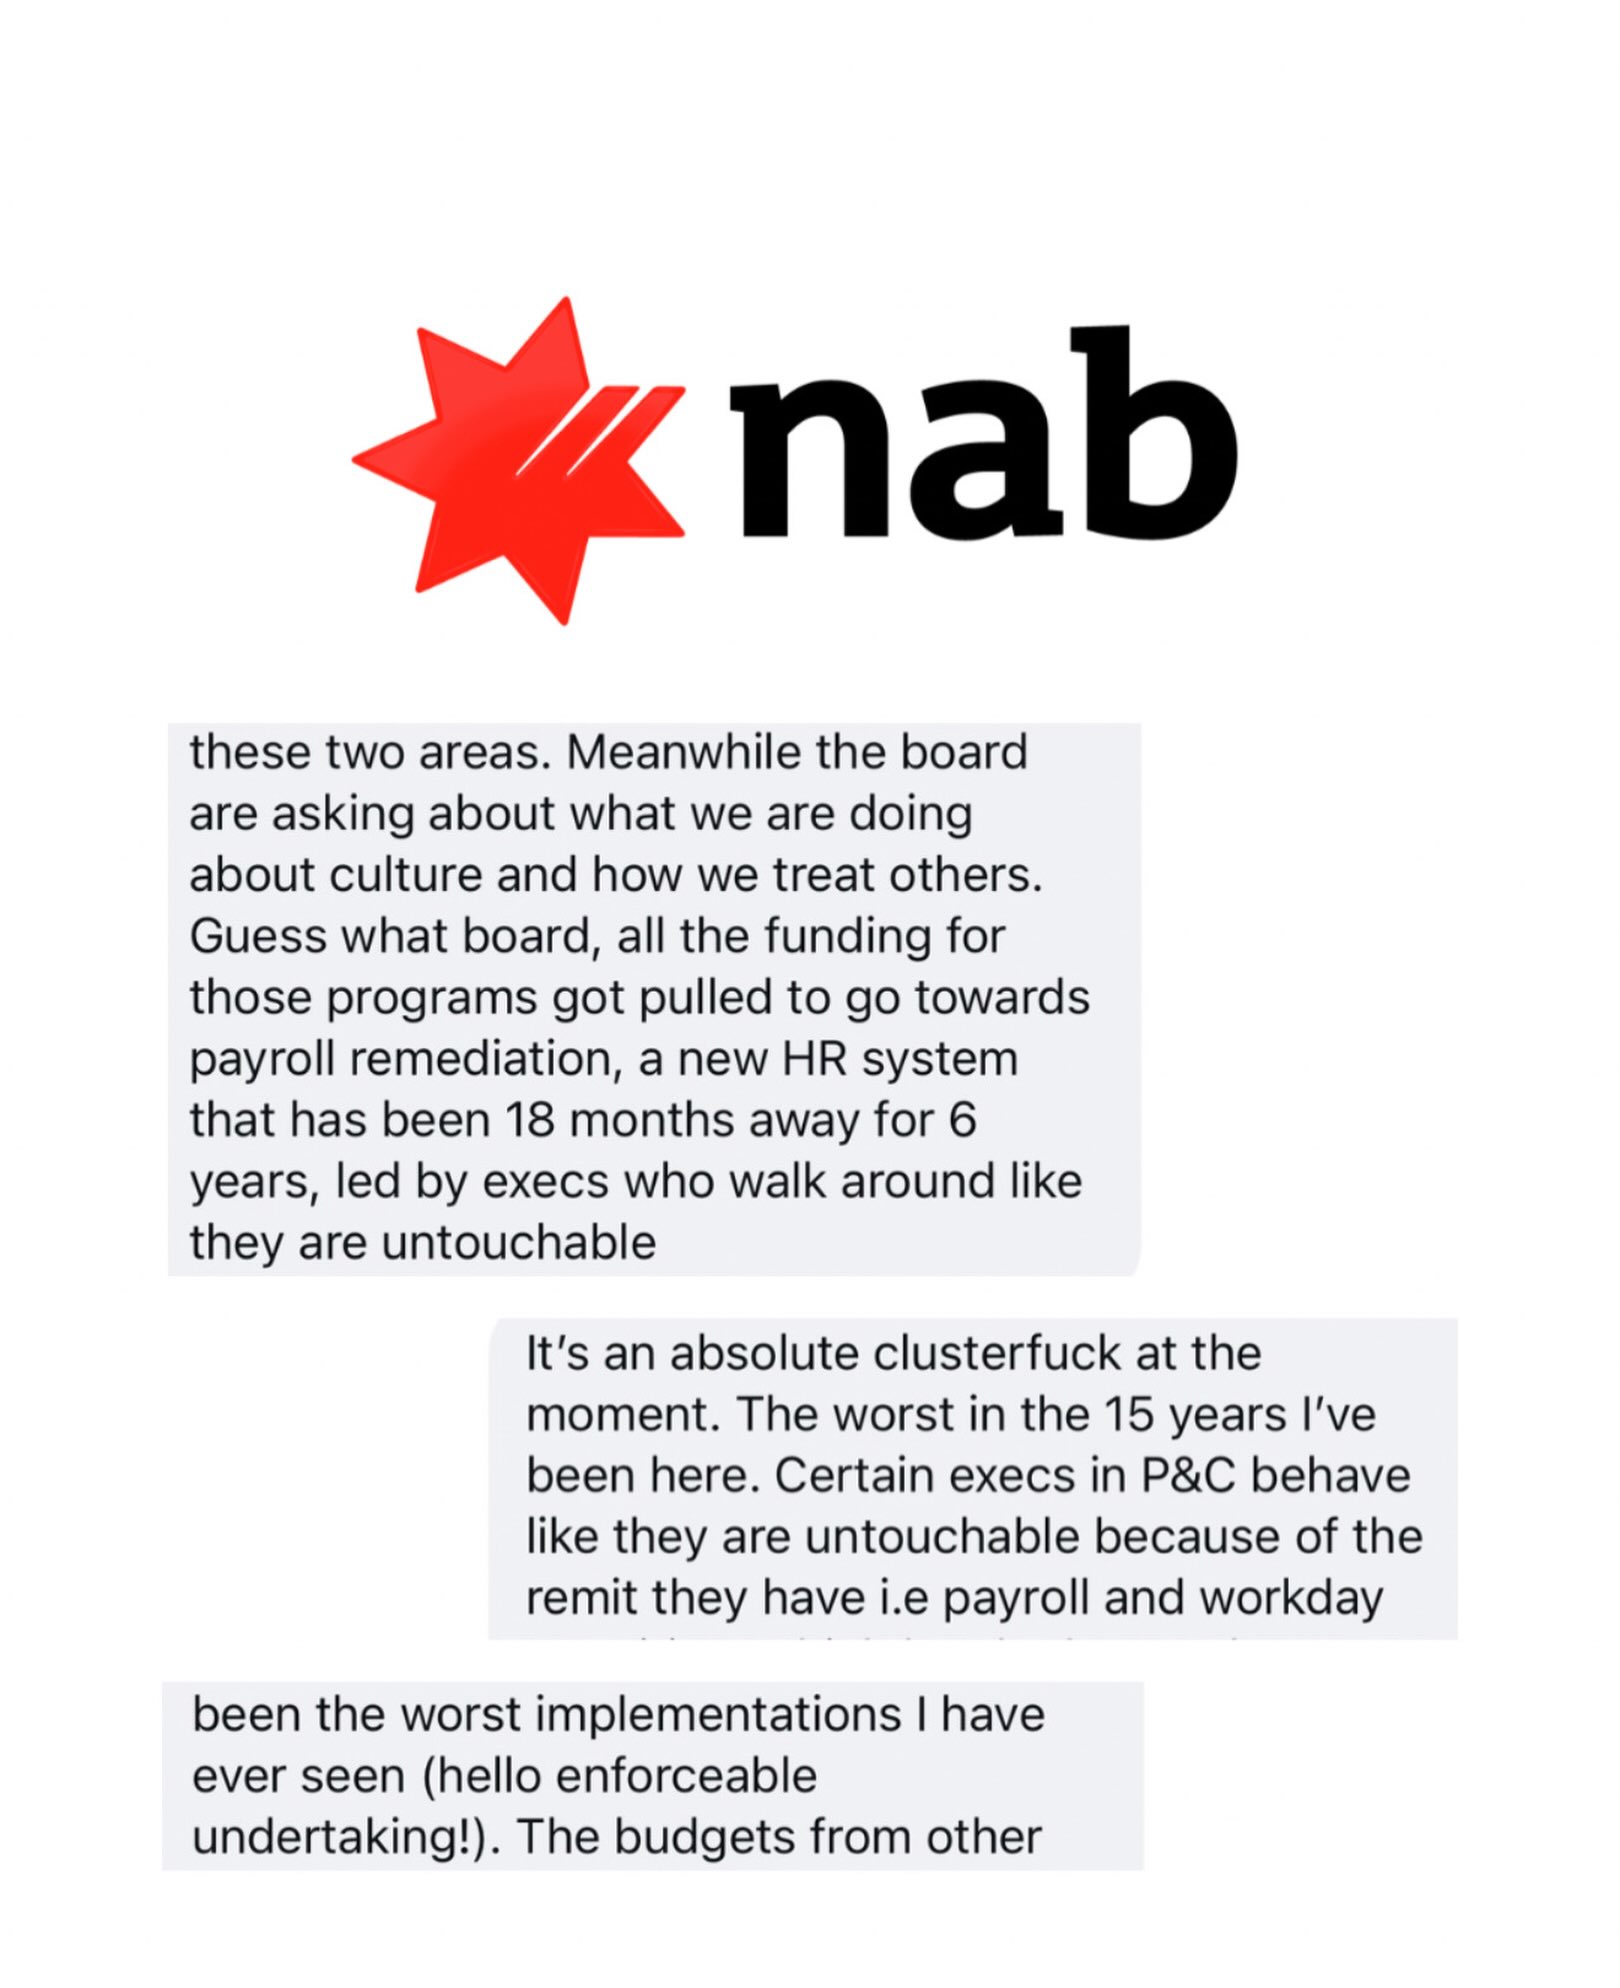 nab
these two areas. Meanwhile the board
are asking about what we are doing
about culture and how we treat others.
Guess what board, all the funding for
those programs got pulled to go towards
payroll remediation, a new HR system
that has been 18 months away for 6
years, led by execs who walk around like
they are untouchable
It’s an absolute clusterfuck at the
moment. The worst in the 15 years I’ve
been here. Certain execs in P&C behave
like they are untouchable because of the
remit they have i.e payroll and workday
been the worst implementations I have
ever seen (hello enforceable
undertaking!). The budgets from other